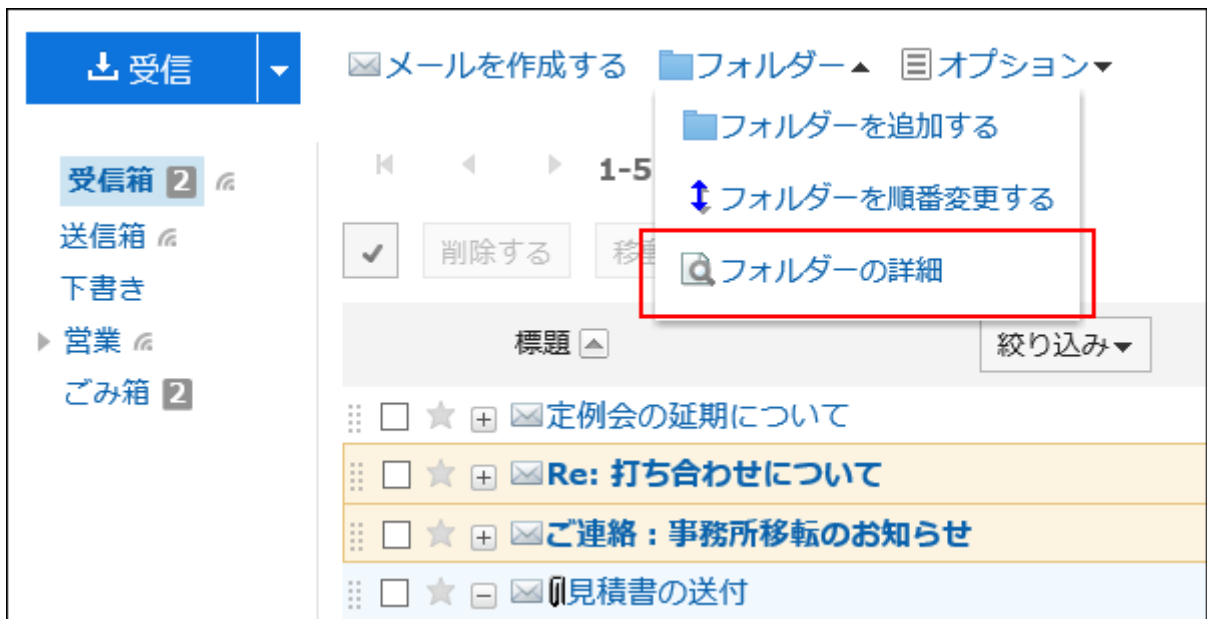 受信
メールを作成する フォルダー▲ オプション▼
フォルダーを追加する
フォルダーを順番変更する
フォルダーの詳細
受信箱 2
送信箱
下書き
営業
ごみ箱 2
1-5
削除する
標題
絞り込み▼
定例会の延期について
Re: 打ち合わせについて
ご連絡：事務所移転のお知らせ
見積書の送付